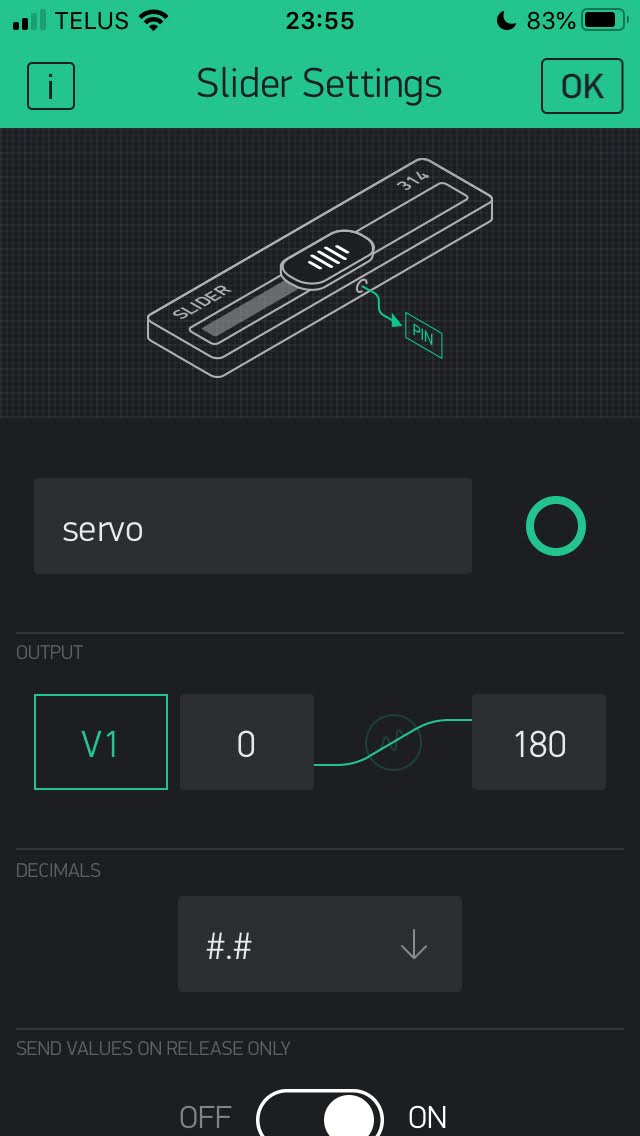 TELUS 23:55 83%
i Slider Settings OK
314
SLIDER
PIN
servo
OUTPUT
V1 0 180
DECIMALS
#.#
SEND VALUES ON RELEASE ONLY
OFF ON